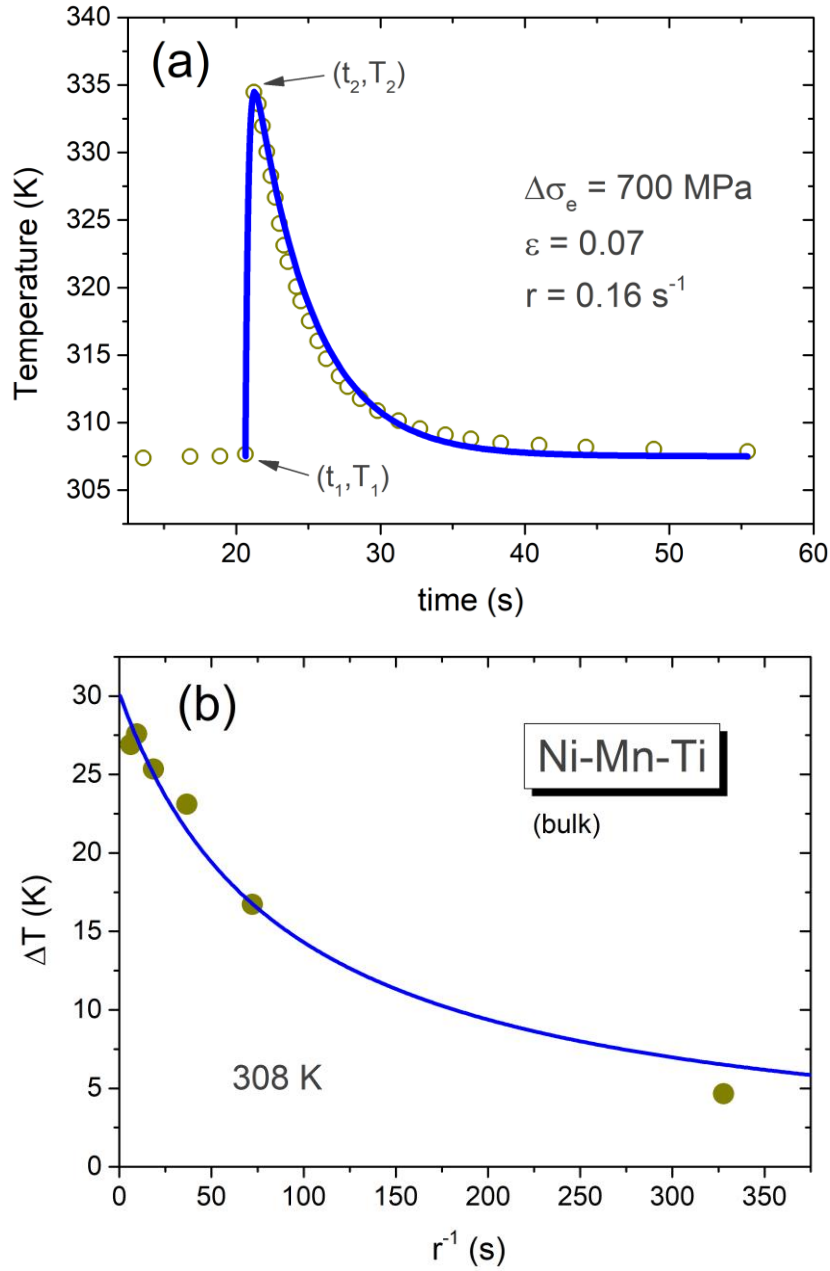 340
335
330
325
320
315
310
305
Temperature (K)
(a)
(t₂,T₂)
Δσₑ = 700 MPa
ε = 0.07
r = 0.16 s⁻¹
(t₁,T₁)
20 30 40 50 60
time (s)
30
25
20
15
10
5
0
ΔT (K)
(b)
Ni-Mn-Ti
(bulk)
308 K
0 50 100 150 200 250 300 350
r⁻¹ (s)